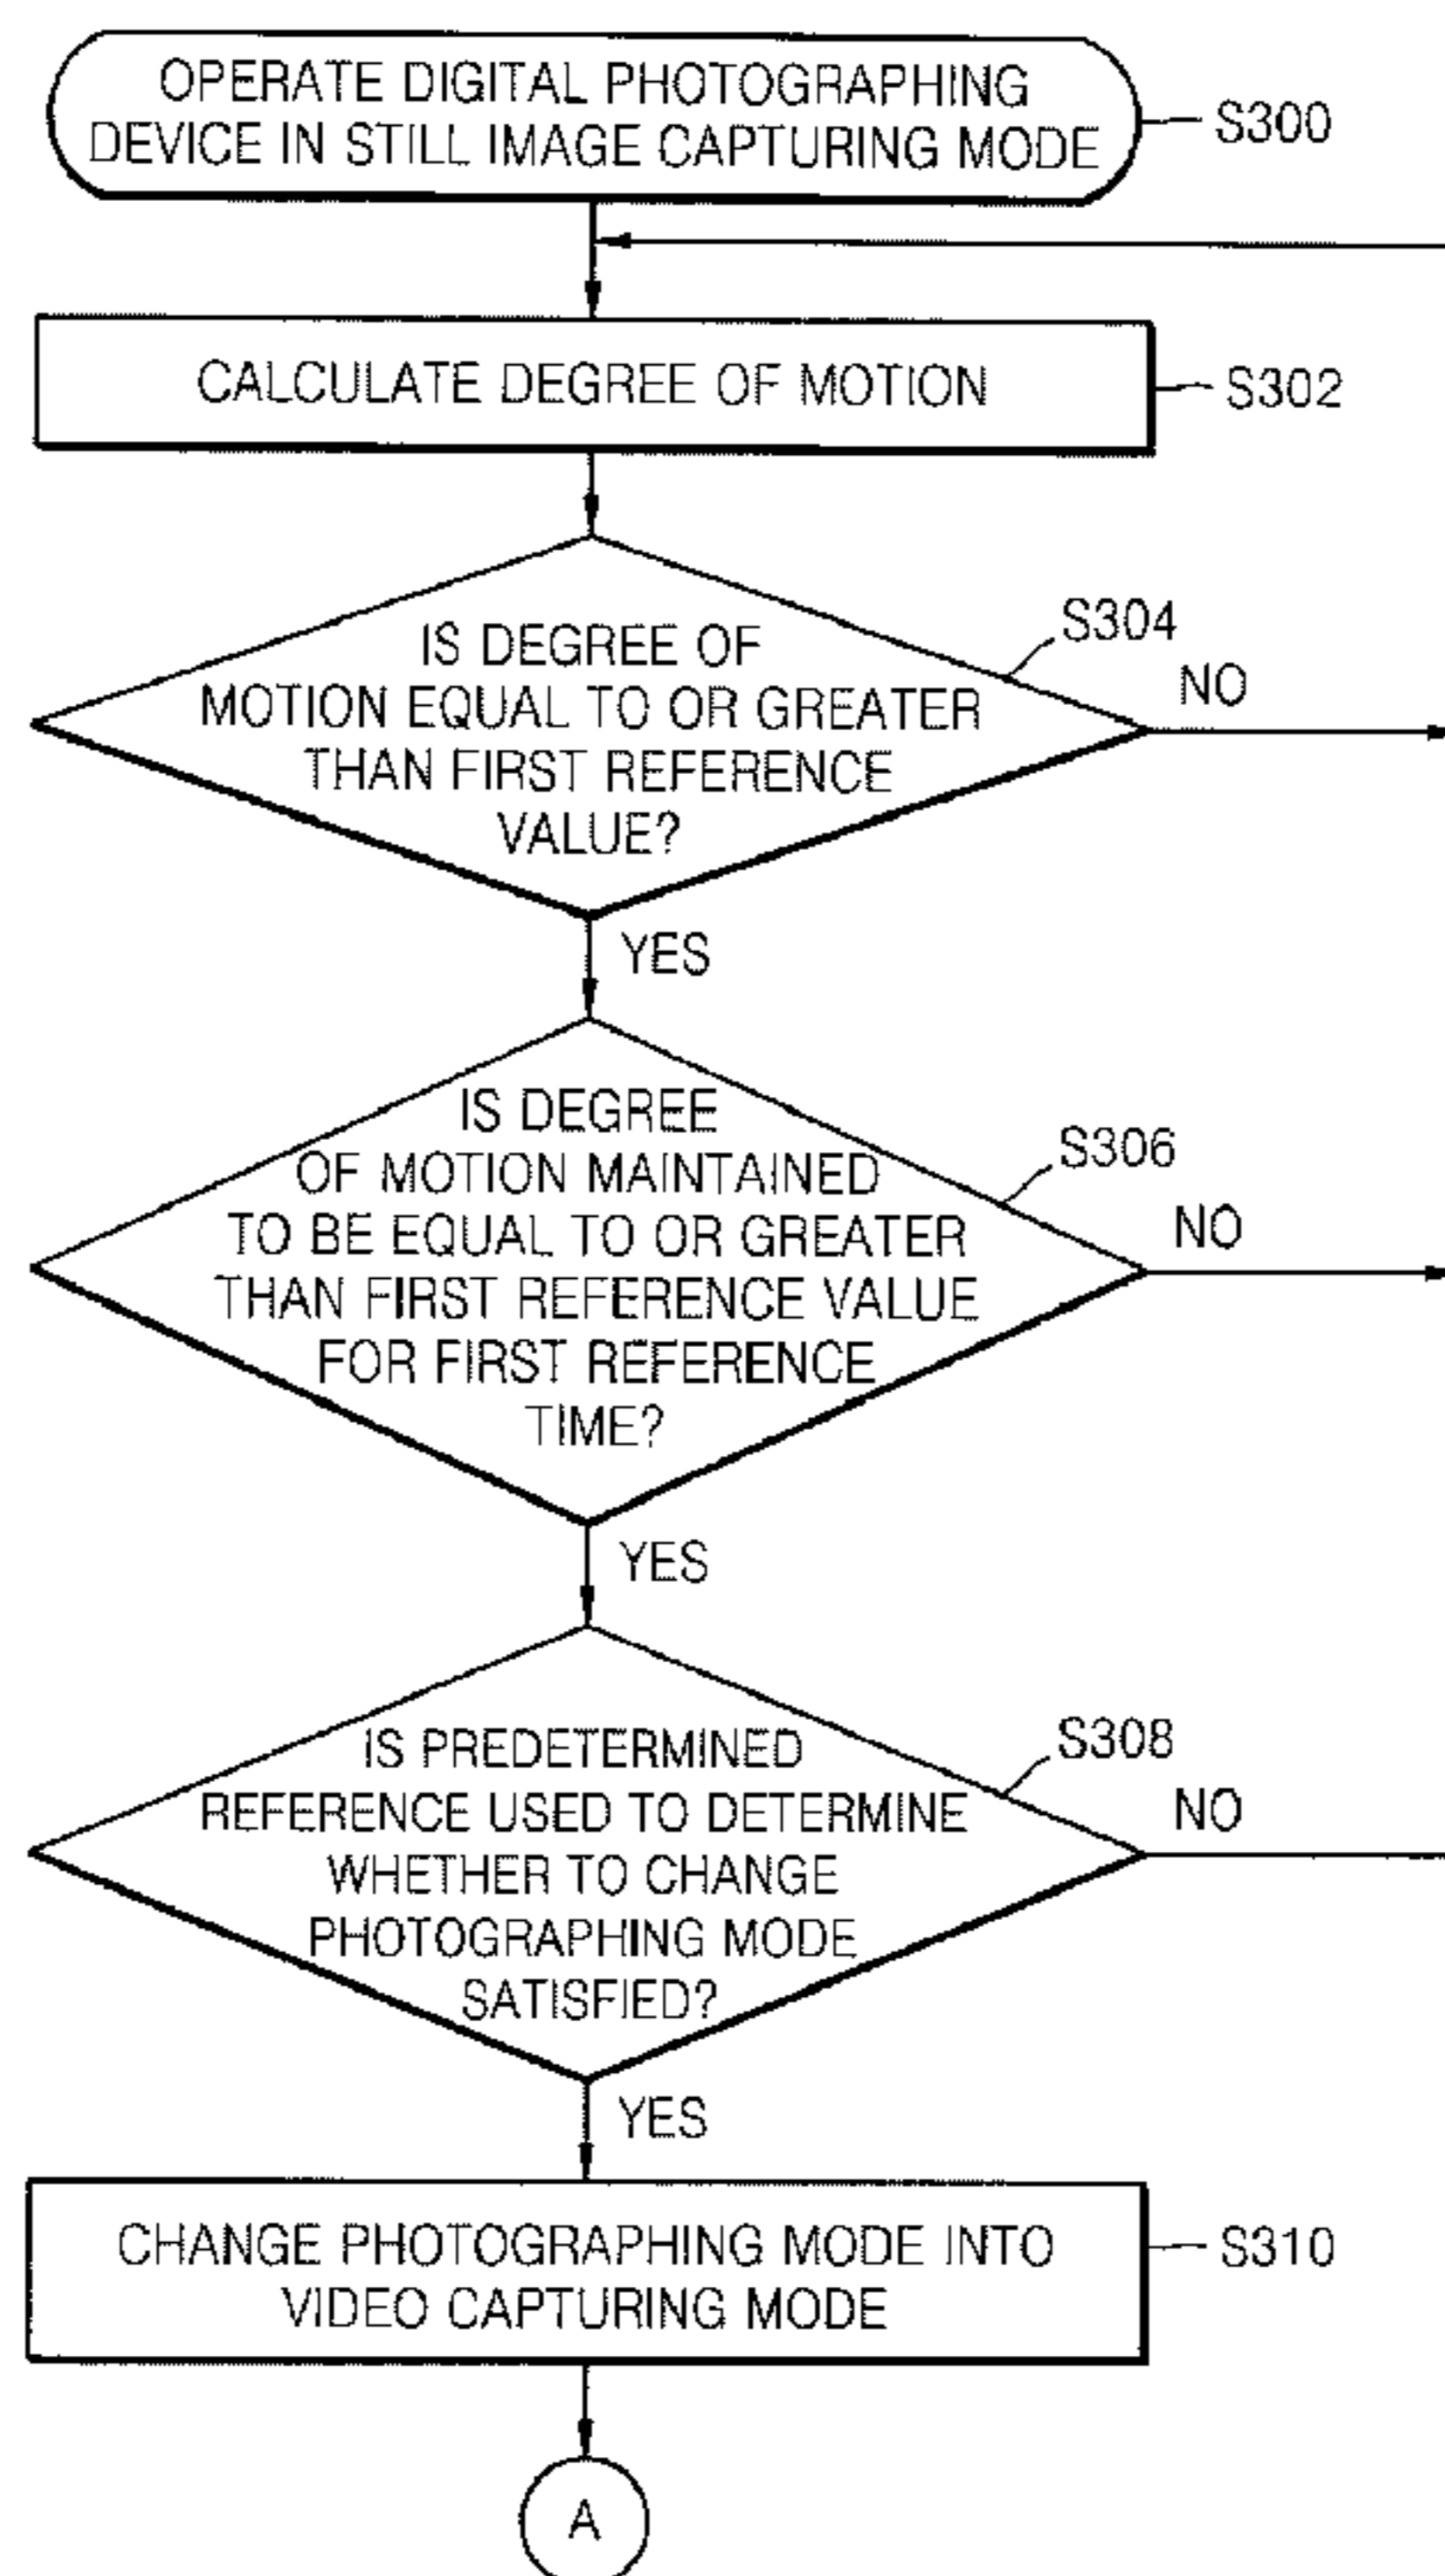 OPERATE DIGITAL PHOTOGRAPHING
DEVICE IN STILL IMAGE CAPTURING MODE
S300
CALCULATE DEGREE OF MOTION
S302
S304
IS DEGREE OF
MOTION EQUAL TO OR GREATER
THAN FIRST REFERENCE
VALUE?
NO
YES
S306
IS DEGREE
OF MOTION MAINTAINED
TO BE EQUAL TO OR GREATER
THAN FIRST REFERENCE VALUE
FOR FIRST REFERENCE
TIME?
NO
YES
S308
IS PREDETERMINED
REFERENCE USED TO DETERMINE
WHETHER TO CHANGE
PHOTOGRAPHING MODE
SATISFIED?
NO
YES
CHANGE PHOTOGRAPHING MODE INTO
VIDEO CAPTURING MODE
S310
A